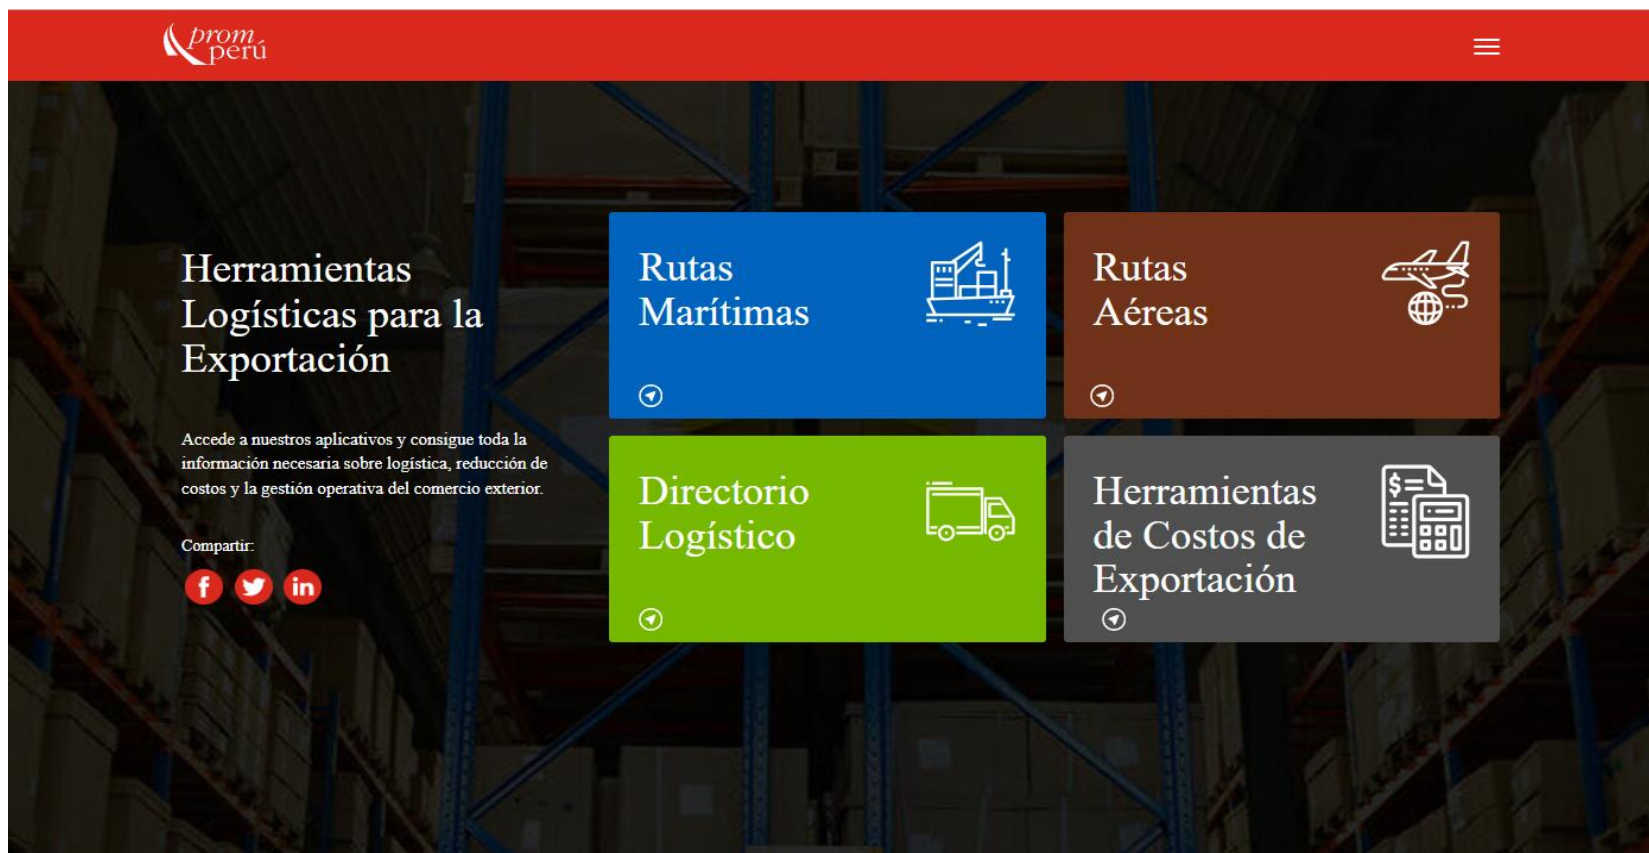 prom
perú
Herramientas
Logísticas para la
Exportación
Accede a nuestros aplicativos y consigue toda la
información necesaria sobre logística, reducción de
costos y la gestión operativa del comercio exterior.
Compartir:
f
in
Rutas
Marítimas
Rutas
Aéreas
Directorio
Logístico
Herramientas
de Costos de
Exportación
$